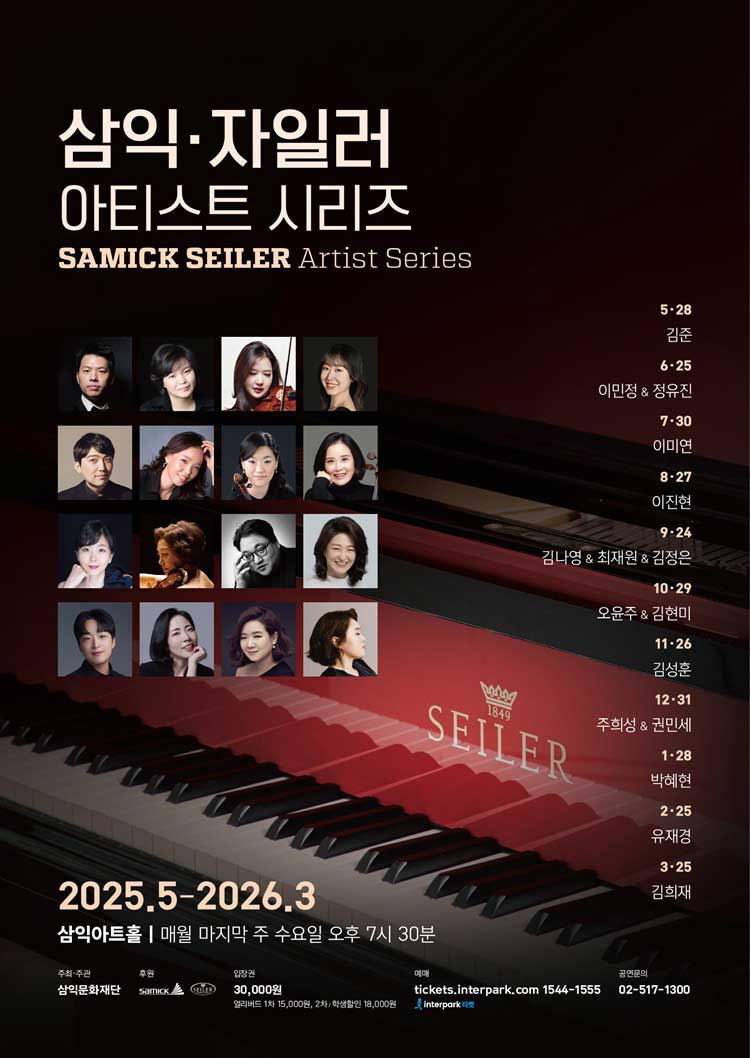 삼익·자일러
아티스트 시리즈
SAMICK SEILER Artist Series
5·28
김준
6·25
이민정 & 정유진
7·30
이미연
8·27
이진현
9·24
김나영 & 최재원 & 김정은
10·29
오윤주 & 김현미
11·26
김성훈
12·31
주희성 & 권민세
1·28
박혜현
2·25
유재경
3·25
김희재
1849
SEILER
2025.5-2026.3
삼익아트홀 | 매월 마지막 주 수요일 오후 7시 30분
주최·주관
삼익문화재단
후원
SAMICK
SEILER
입장권
30,000원
얼리버드 1차 15,000원, 2차/학생할인 18,000원
예매
tickets.interpark.com 1544-1555
interpark 티켓
공연문의
02-517-1300